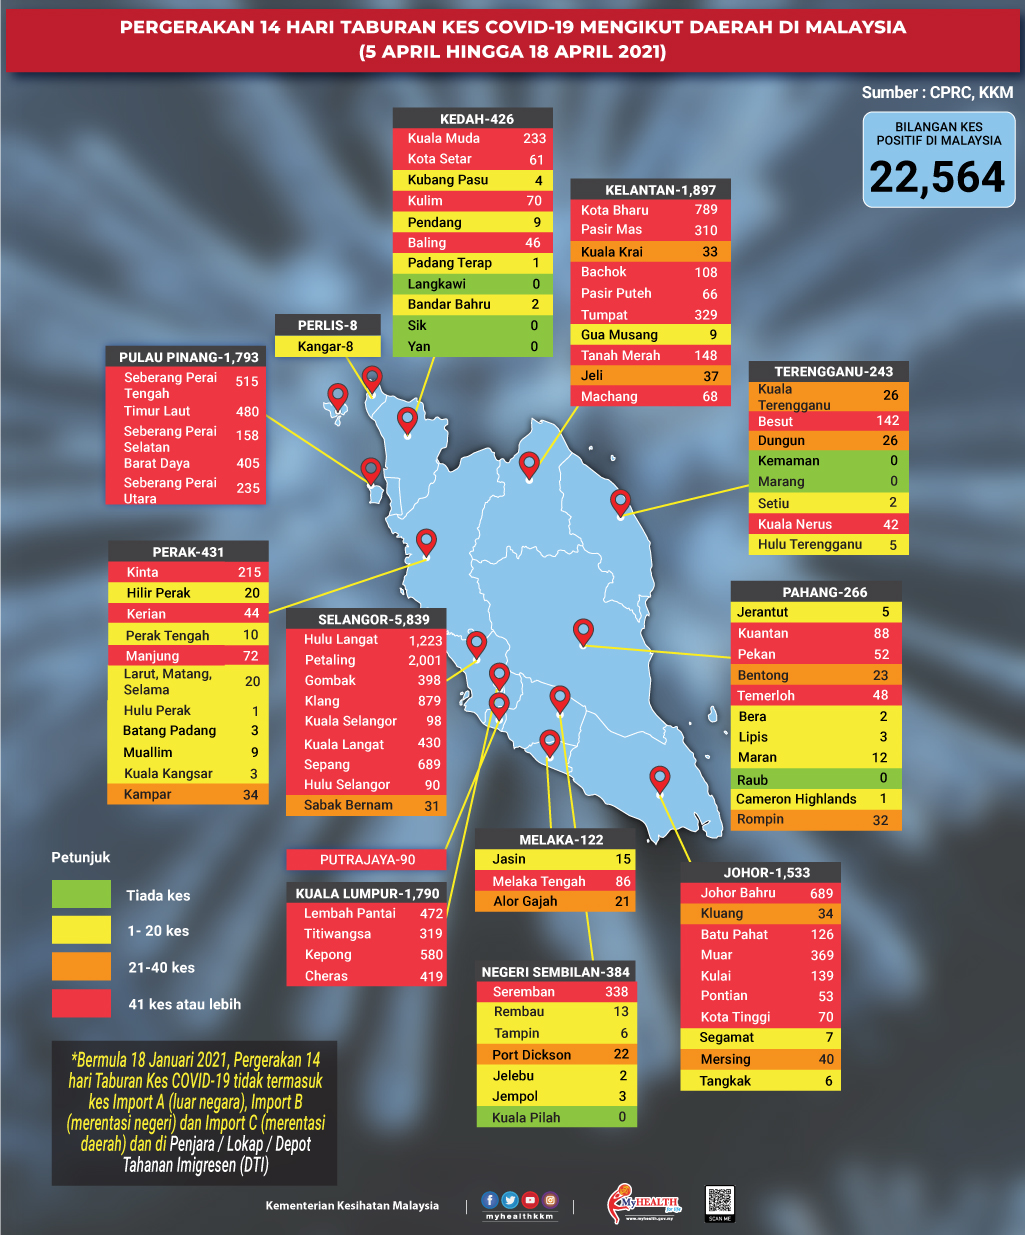 PERGERAKAN 14 HARI TABURAN KES COVID-19 MENGIKUT DAERAH DI MALAYSIA
(5 APRIL HINGGA 18 APRIL 2021)
Sumber : CPRC, KKM
BILANGAN KES
POSITIF DI MALAYSIA
22,564
KEDAH-426
Kuala Muda 233
Kota Setar 61
Kubang Pasu 4
Kulim 70
Pendang 9
Baling 46
Padang Terap 1
Langkawi 0
Bandar Bahru 2
Sik 0
Yan 0
KELANTAN-1,897
Kota Bharu 789
Pasir Mas 310
Kuala Krai 33
Bachok 108
Pasir Puteh 66
Tumpat 329
Gua Musang 9
Tanah Merah 148
Jeli 37
Machang 68
PERLIS-8
Kangar-8
PULAU PINANG-1,793
Seberang Perai
Tengah 515
Timur Laut 480
Seberang Perai
Selatan 158
Barat Daya 405
Seberang Perai
Utara 235
TERENGGANU-243
Kuala
Terengganu 26
Besut 142
Dungun 26
Kemaman 0
Marang 0
Setiu 2
Kuala Nerus 42
Hulu Terengganu 5
PERAK-431
Kinta 215
Hilir Perak 20
Kerian 44
Perak Tengah 10
Manjung 72
Larut, Matang,
Selama 20
Hulu Perak 1
Batang Padang 3
Muallim 9
Kuala Kangsar 3
Kampar 34
SELANGOR-5,839
Hulu Langat 1,223
Petaling 2,001
Gombak 398
Klang 879
Kuala Selangor 98
Kuala Langat 430
Sepang 689
Hulu Selangor 90
Sabak Bernam 31
PAHANG-266
Jerantut 5
Kuantan 88
Pekan 52
Bentong 23
Temerloh 48
Bera 2
Lipis 3
Maran 12
Raub 0
Cameron Highlands 1
Rompin 32
PUTRAJAYA-90
KUALA LUMPUR-1,790
Lembah Pantai 472
Titiwangsa 319
Kepong 580
Cheras 419
MELAKA-122
Jasin 15
Melaka Tengah 86
Alor Gajah 21
NEGERI SEMBILAN-384
Seremban 338
Rembau 13
Tampin 6
Port Dickson 22
Jelebu 2
Jempol 3
Kuala Pilah 0
JOHOR-1,533
Johor Bahru 689
Kluang 34
Batu Pahat 126
Muar 369
Kulai 139
Pontian 53
Kota Tinggi 70
Segamat 7
Mersing 40
Tangkak 6
Petunjuk
Tiada kes
1- 20 kes
21-40 kes
41 kes atau lebih
*Bermula 18 Januari 2021, Pergerakan 14
hari Taburan Kes COVID-19 tidak termasuk
kes Import A (luar negara), Import B
(merentasi negeri) dan Import C (merentasi
daerah) dan di Penjara / Lokap / Depot
Tahanan Imigresen (DTI)
Kementerian Kesihatan Malaysia
myhealthkkm
MyHEALTH
for life
www.myhealth.gov.my
SCAN ME